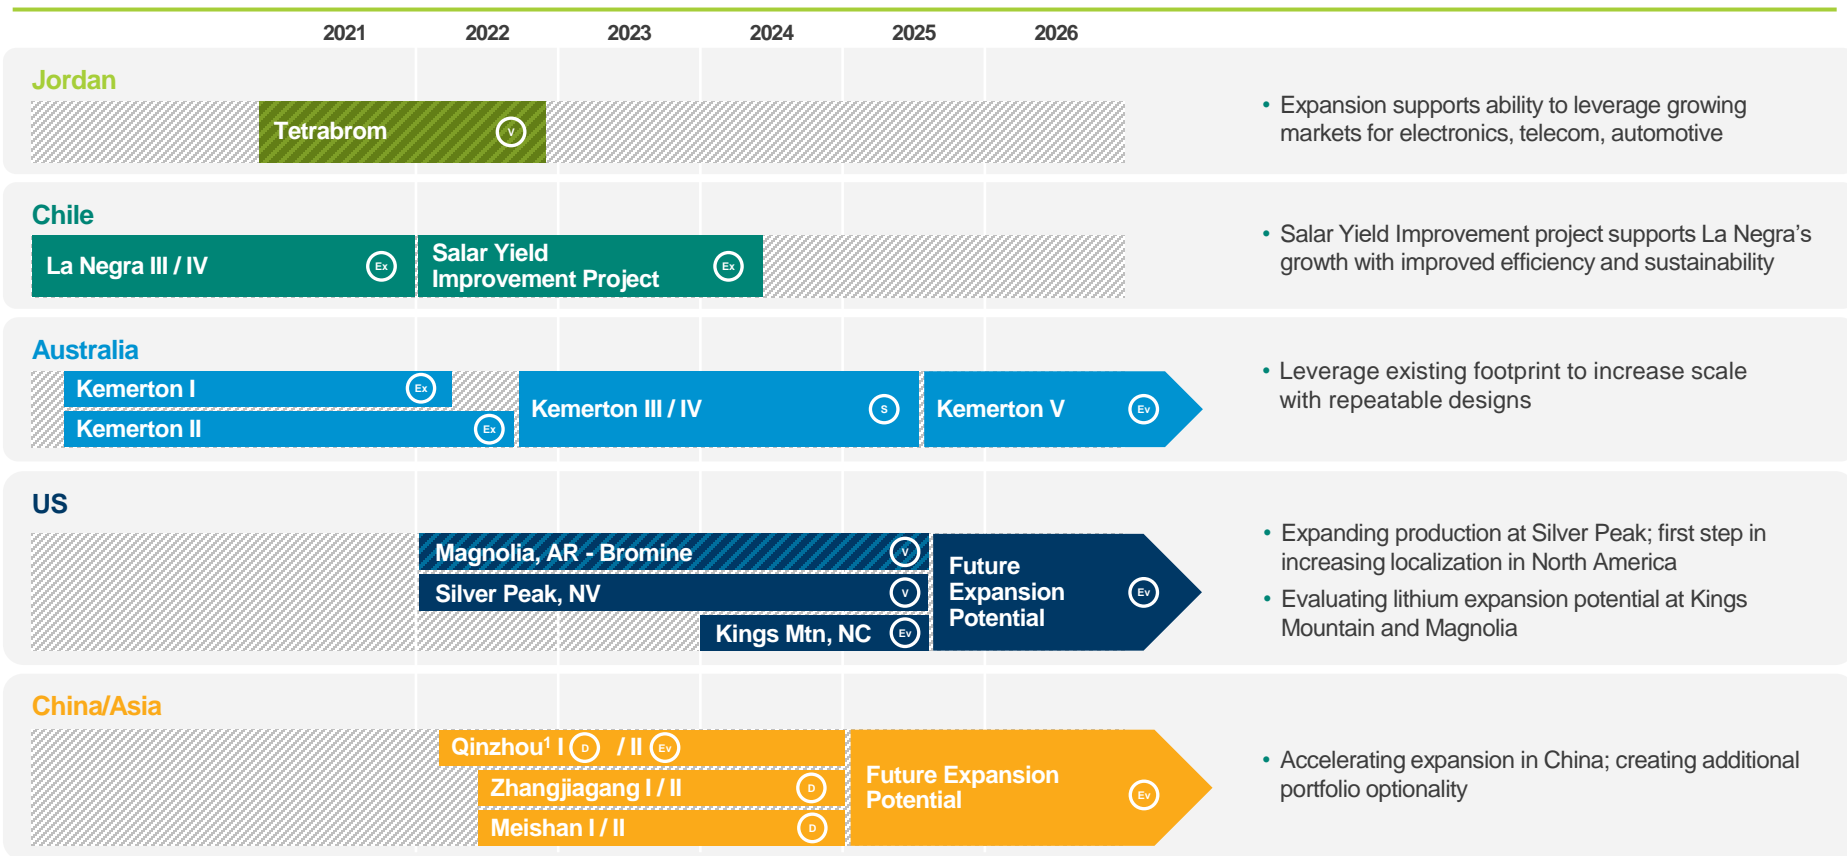 2021 2022 2023 2024 2025 2026
Jordan
Tetrabrom V
• Expansion supports ability to leverage growing
markets for electronics, telecom, automotive
Chile
La Negra III / IV Ex
Salar Yield
Improvement Project Ex
• Salar Yield Improvement project supports La Negra's
growth with improved efficiency and sustainability
Australia
Kemerton I Ex
Kemerton II Ex
Kemerton III / IV S
Kemerton V Ev
• Leverage existing footprint to increase scale
with repeatable designs
US
Magnolia, AR - Bromine V
Silver Peak, NV V
Kings Mtn, NC Ev
Future
Expansion
Potential Ev
• Expanding production at Silver Peak; first step in
increasing localization in North America
• Evaluating lithium expansion potential at Kings
Mountain and Magnolia
China/Asia
Qinzhou¹ I D / II Ev
Zhangjiagang I / II D
Meishan I / II D
Future Expansion
Potential Ev
• Accelerating expansion in China; creating additional
portfolio optionality